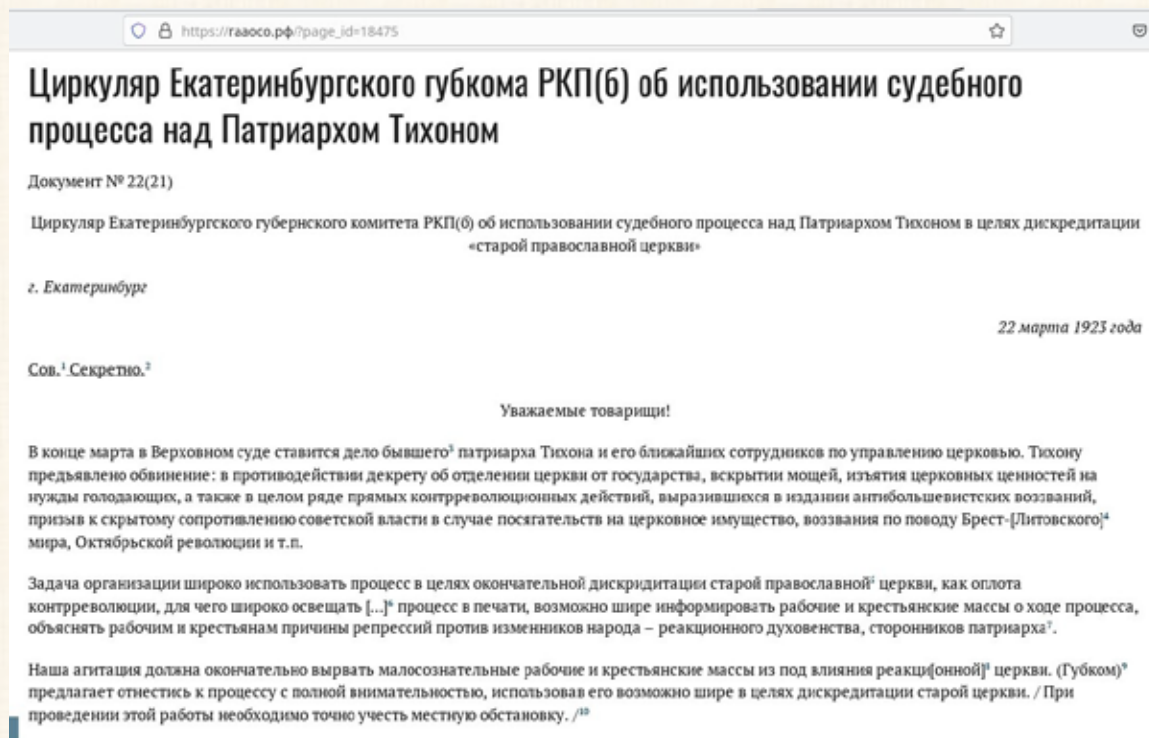 https://гааосо.рф/?page_id=18475
Циркуляр Екатеринбургского губкома РКП(б) об использовании судебного
процесса над Патриархом Тихоном
Документ № 22(21)
Циркуляр Екатеринбургского губернского комитета РКП(б) об использовании судебного процесса над Патриархом Тихоном в целях дискредитации
«старой православной церкви»
г. Екатеринбург
22 марта 1923 года
Сов.¹ Секретно.²
Уважаемые товарищи!
В конце марта в Верховном суде ставится дело бывшего³ патриарха Тихона и его ближайших сотрудников по управлению церковью. Тихону
предъявлено обвинение: в противодействии декрету об отделении церкви от государства, вскрытии мощей, изъятия церковных ценностей на
нужды голодающих, а также в целом ряде прямых контрреволюционных действий, выразившихся в издании антибольшевистских воззваний,
призыв к скрытому сопротивлению советской власти в случае посягательств на церковное имущество, воззвания по поводу Брест-[Литовского]⁴
мира, Октябрьской революции и т.п.
Задача организации широко использовать процесс в целях окончательной дискридитации старой православной⁵ церкви, как оплота
контрреволюции, для чего широко освещать [...]⁶ процесс в печати, возможно шире информировать рабочие и крестьянские массы о ходе процесса,
объяснять рабочим и крестьянам причины репрессий против изменников народа – реакционного духовенства, сторонников патриарха⁷.
Наша агитация должна окончательно вырвать малосознательные рабочие и крестьянские массы из под влияния реакци[онной]⁸ церкви. (Губком)⁹
предлагает отнестись к процессу с полной внимательностью, использовав его возможно шире в целях дискредитации старой церкви. / При
проведении этой работы необходимо точно учесть местную обстановку. /¹⁰